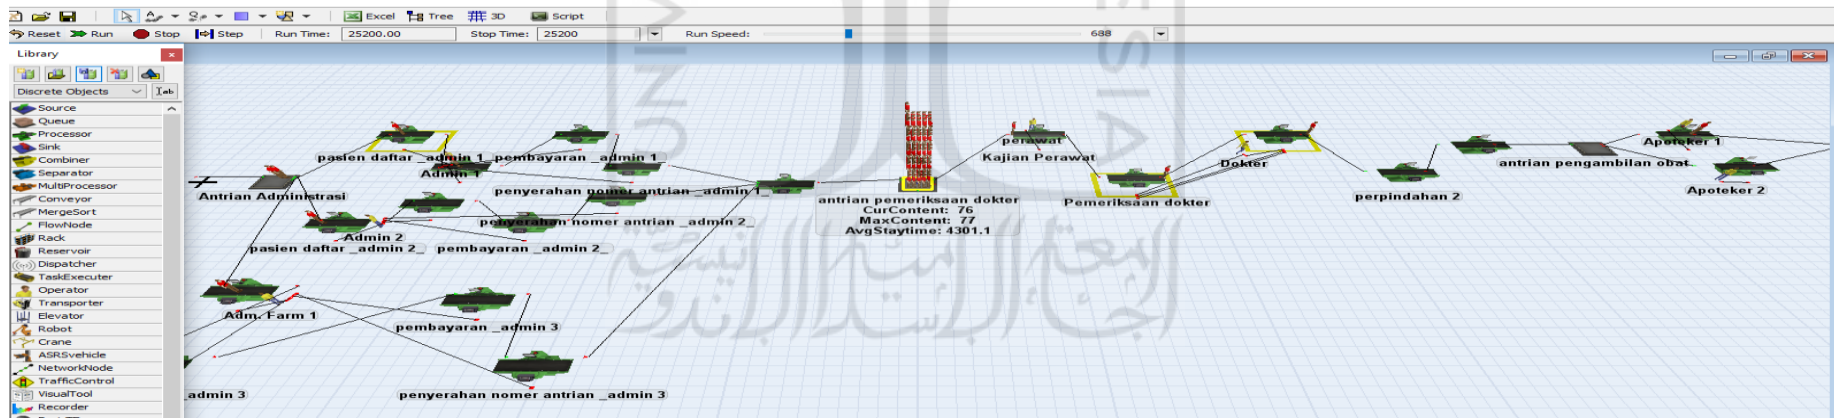 Excel Tree 3D Script
Reset Run Stop Step Run Time: 25200.00 Stop Time: 25200 Run Speed: 688
Library
Discrete Objects
Source
Queue
Processor
Sink
Combiner
Separator
MultiProcessor
Conveyor
MergeSort
FlowNode
Rack
Reservoir
Dispatcher
TaskExecuter
Operator
Transporter
Elevator
Robot
Crane
ASRSvehicle
NetworkNode
TrafficControl
VisualTool
Recorder
pasien daftar _admin 1
pembayaran _admin 1
Admin 1
penyerahan nomer antrian _admin 1
Antrian Administrasi
penyerahan nomer antrian _admin 2
Admin 2
pasien daftar _admin 2
pembayaran _admin 2
Adm. Farm 1
pembayaran _admin 3
admin 3
penyerahan nomer antrian _admin 3
antrian pemeriksaan dokter
CurContent: 76
MaxContent: 77
AvgStaytime: 4301.1
perawat
Kajian Perawat
Pemeriksaan dokter
Dokter
perpindahan 2
antrian pengambilan obat
Apoteker 1
Apoteker 2